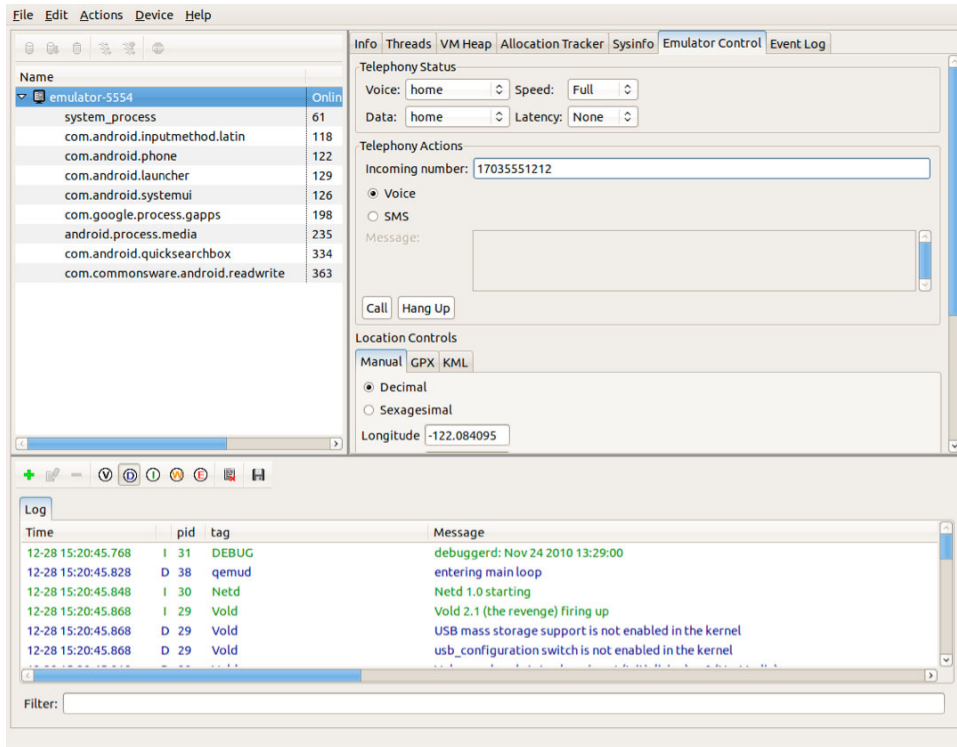 File Edit Actions Device Help
Info Threads VM Heap Allocation Tracker Sysinfo Emulator Control Event Log
Name
emulator-5554 Onlin
system_process 61
com.android.inputmethod.latin 118
com.android.phone 122
com.android.launcher 129
com.android.systemui 126
com.google.process.gapps 198
android.process.media 235
com.android.quicksearchbox 334
com.commonsware.android.readwrite 363
Telephony Status
Voice: home Speed: Full
Data: home Latency: None
Telephony Actions
Incoming number: 17035551212
Voice
SMS
Message:
Call Hang Up
Location Controls
Manual GPX KML
Decimal
Sexagesimal
Longitude -122.084095
V D I W E
Log
Time pid tag Message
12-28 15:20:45.768 I 31 DEBUG debuggerd: Nov 24 2010 13:29:00
12-28 15:20:45.828 D 38 qemud entering main loop
12-28 15:20:45.848 I 30 Netd Netd 1.0 starting
12-28 15:20:45.868 I 29 Vold Vold 2.1 (the revenge) firing up
12-28 15:20:45.868 D 29 Vold USB mass storage support is not enabled in the kernel
12-28 15:20:45.868 D 29 Vold usb_configuration switch is not enabled in the kernel
Filter: